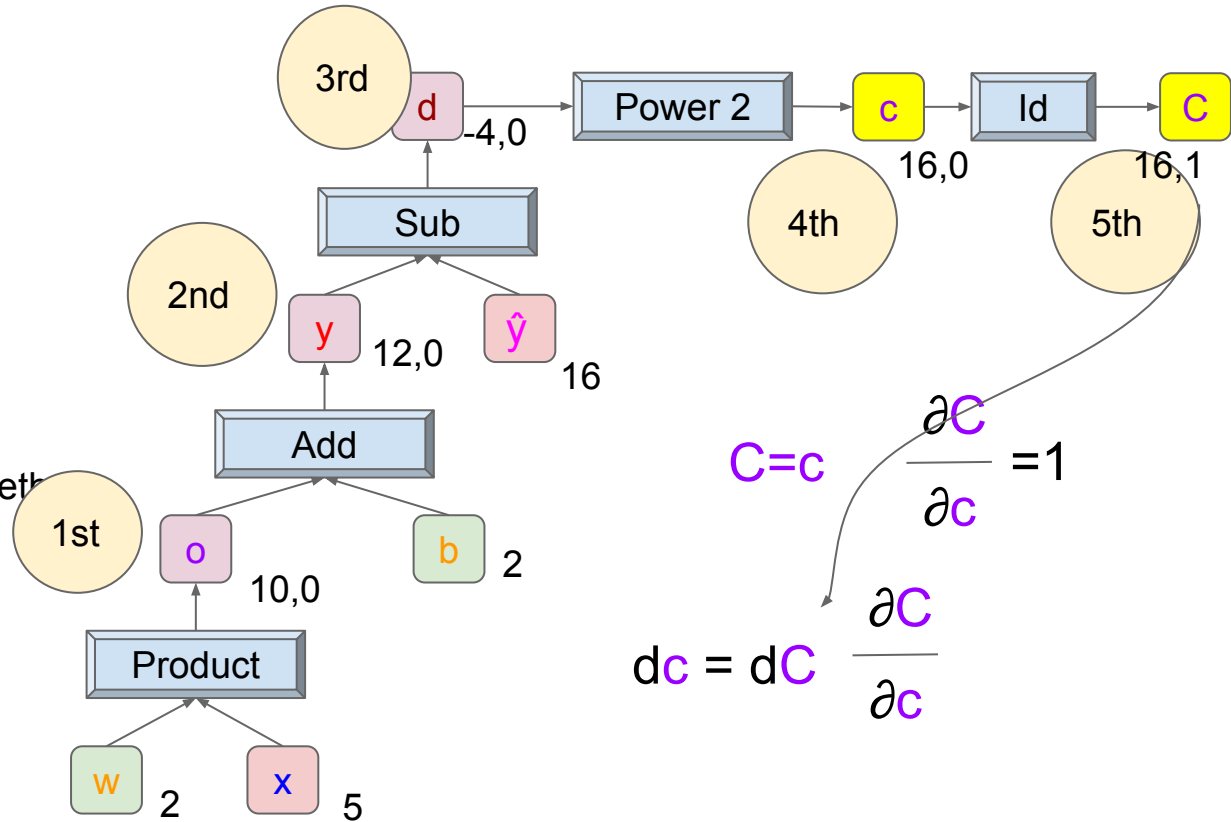 3rd
d
-4,0
Power 2
c
16,0
Id
C
16,1
Sub
4th
5th
2nd
y
12,0
ŷ
16
Add
C=c
∂C
∂c
=1
1st
o
10,0
b
2
Product
dc = dC
∂C
∂c
w
2
x
5